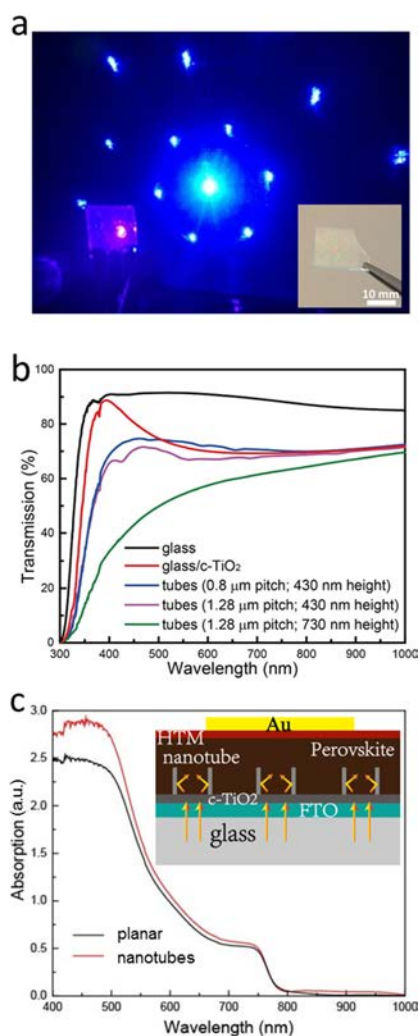 a
10 mm
b
100
80
60
40
20
0
Transmission (%)
glass
glass/c-TiO₂
tubes (0.8 μm pitch; 430 nm height)
tubes (1.28 μm pitch; 430 nm height)
tubes (1.28 μm pitch; 730 nm height)
300 400 500 600 700 800 900 1000
Wavelength (nm)
c
3.0
2.5
2.0
1.5
1.0
0.5
0.0
Absorption (a.u.)
Au
HTM
nanotube Perovskite
c-TiO2
FTO
glass
planar
nanotubes
400 500 600 700 800 900 1000
Wavelength (nm)